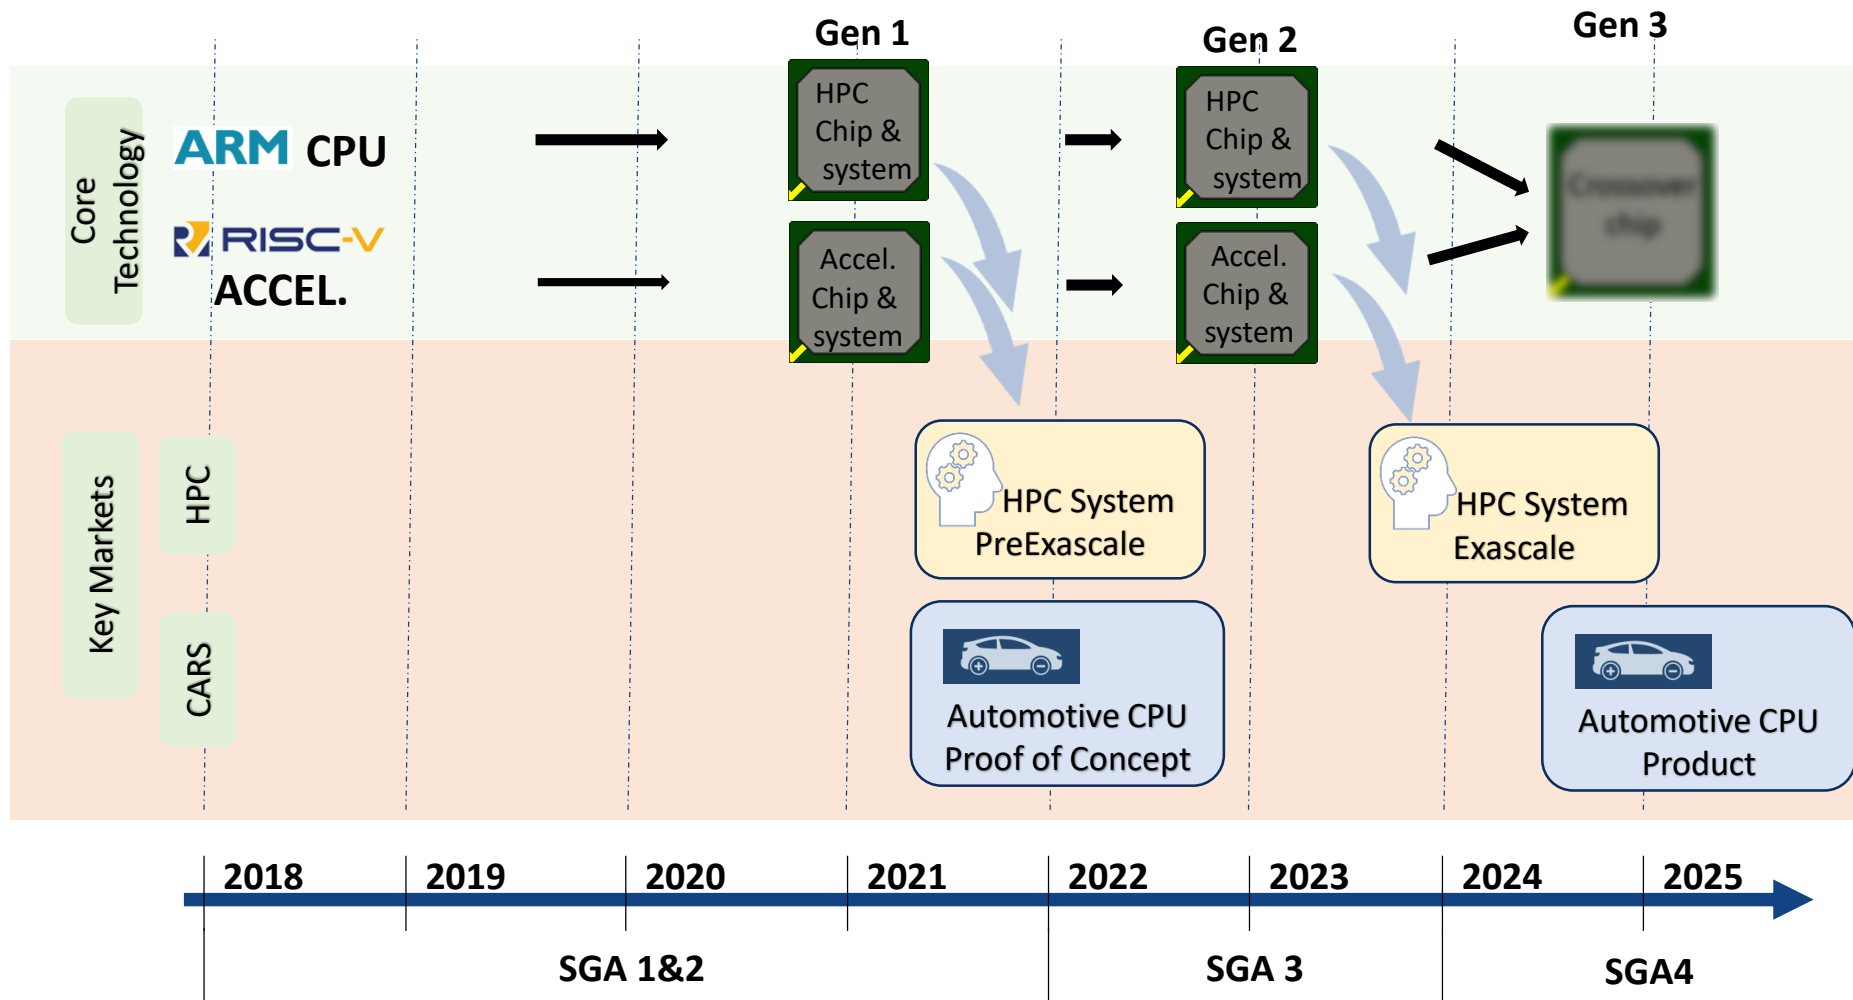 Gen 1
Gen 2
Gen 3
Core
Technology
ARM CPU
RISC-V
ACCEL.
HPC
Chip &
system
Accel.
Chip &
system
HPC
Chip &
system
Accel.
Chip &
system
Crossover
chip
Key Markets
HPC
CARS
HPC System
PreExascale
HPC System
Exascale
Automotive CPU
Proof of Concept
Automotive CPU
Product
2018
2019
2020
2021
2022
2023
2024
2025
SGA 1&2
SGA 3
SGA4